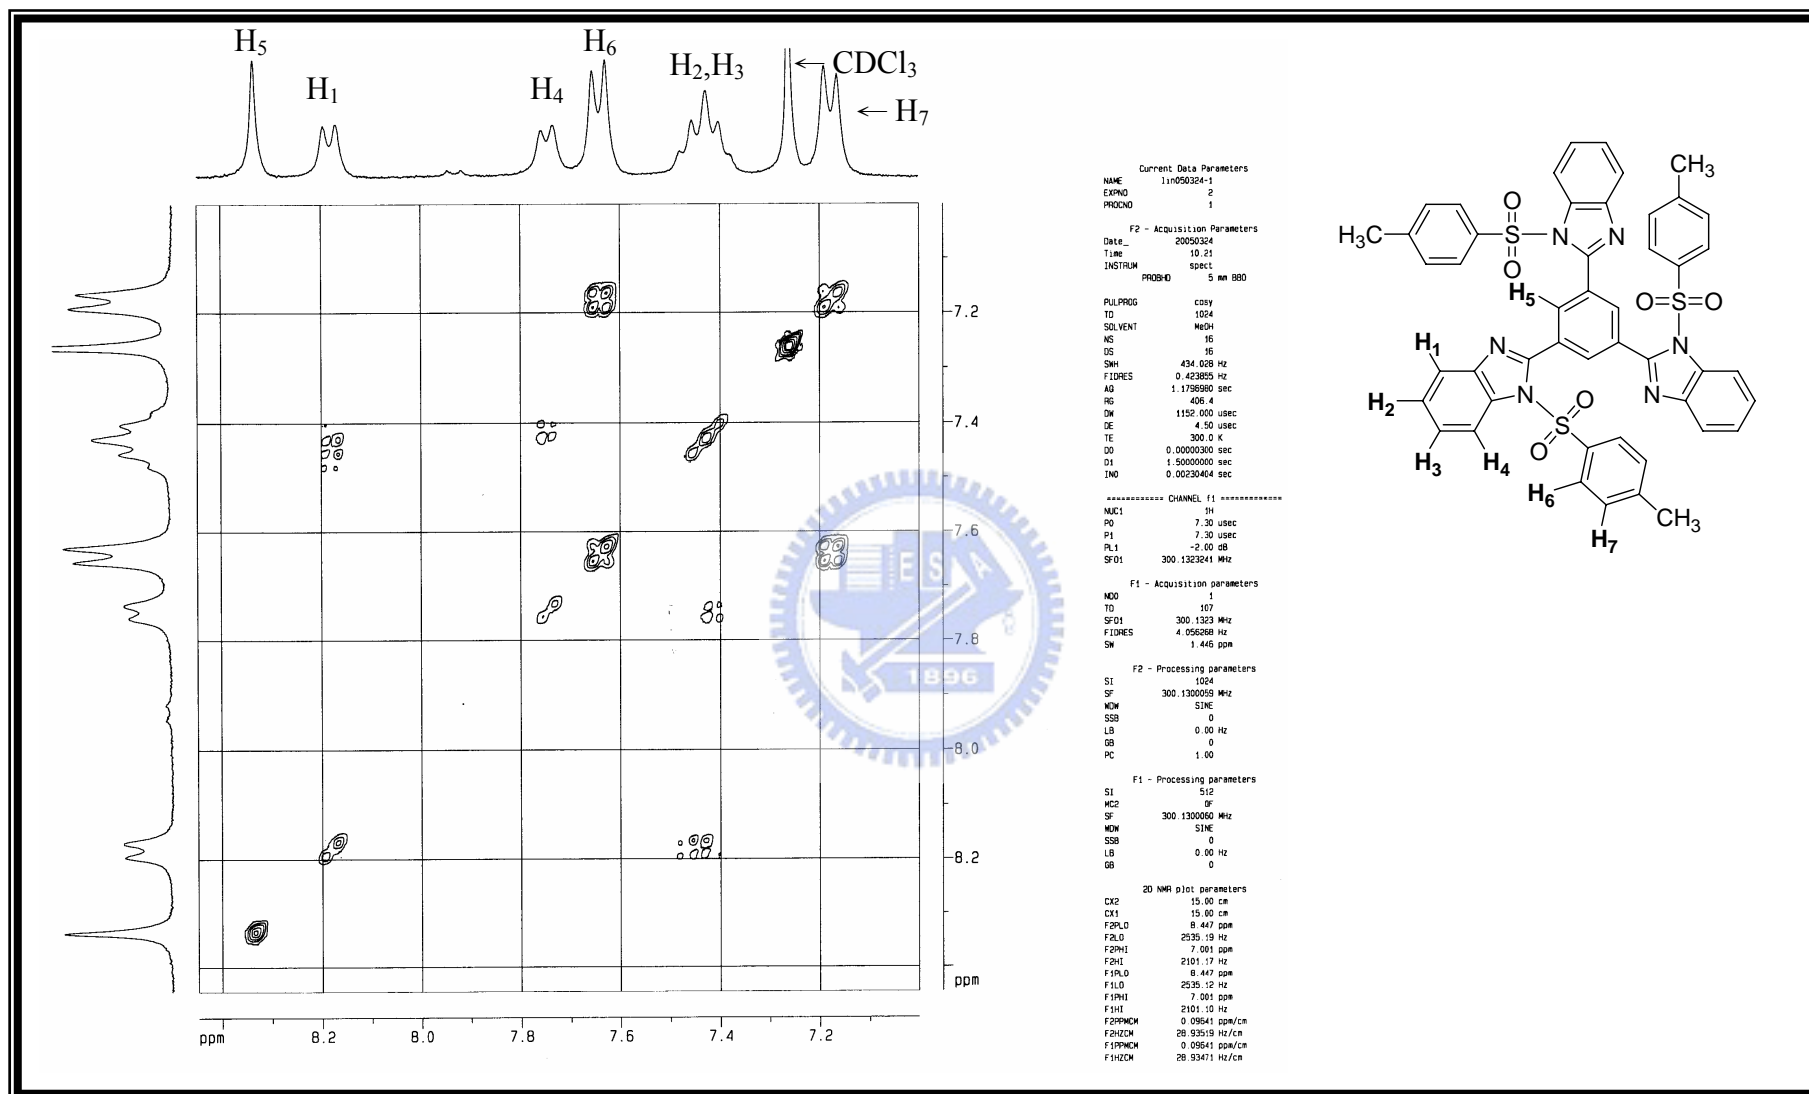 H5
H1
H4
H6
H2,H3
CDCl3
H7
7.2
7.4
7.6
7.8
8.0
8.2
ppm
ppm 8.2 8.0 7.8 7.6 7.4 7.2
Current Data Parameters
NAME lin050324-1
EXPNO 2
PROCNO 1
F2 - Acquisition Parameters
Date_ 20050324
Time 10.21
INSTRUM spect
PROBHD 5 mm BBO
PULPROG cosy
TD 1024
SOLVENT MeOH
NS 16
DS 16
SWH 434.028 Hz
FIDRES 0.423855 Hz
AQ 1.1796980 sec
RG 406.4
DW 1152.000 usec
DE 4.50 usec
TE 300.0 K
D0 0.00000300 sec
D1 1.50000000 sec
IN0 0.00230404 sec
============ CHANNEL f1 ============
NUC1 1H
P0 7.30 usec
P1 7.30 usec
PL1 -2.00 dB
SFO1 300.1323241 MHz
F1 - Acquisition parameters
ND0 1
TD 107
SFO1 300.1323 MHz
FIDRES 4.056268 Hz
SW 1.446 ppm
F2 - Processing parameters
SI 1024
SF 300.1300059 MHz
WDW SINE
SSB 0
LB 0.00 Hz
GB 0
PC 1.00
F1 - Processing parameters
SI 512
MC2 QF
SF 300.1300060 MHz
WDW SINE
SSB 0
LB 0.00 Hz
GB 0
2D NMR plot parameters
CX2 15.00 cm
CX1 15.00 cm
F2PLO 8.447 ppm
F2LO 2535.19 Hz
F2PHI 7.001 ppm
F2HI 2101.17 Hz
F1PLO 8.447 ppm
F1LO 2535.12 Hz
F1PHI 7.001 ppm
F1HI 2101.10 Hz
F2PPMCM 0.09641 ppm/cm
F2HZCM 28.93519 Hz/cm
F1PPMCM 0.09641 ppm/cm
F1HZCM 28.93471 Hz/cm
CH3
O
H3C S N N
O
H5 O S O
H1 N N
H2 N O N
S
O
H3 H4
H6
CH3
H7
E S A
1896